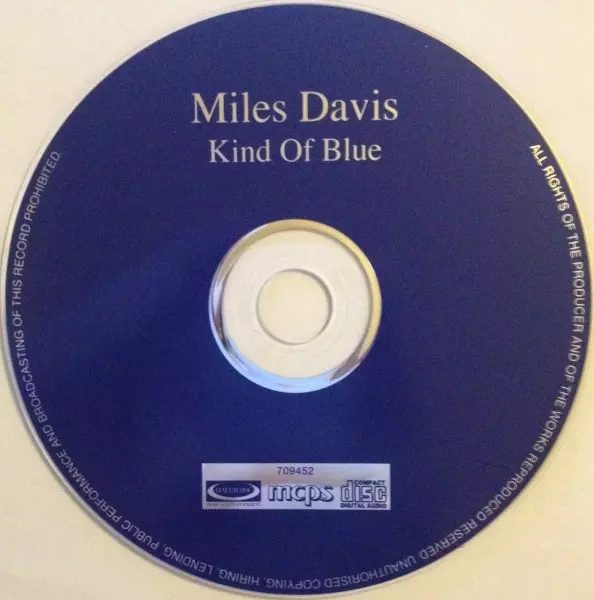 Miles Davis
Kind Of Blue
ALL RIGHTS OF THE PRODUCER AND OF THE WORKS REPRODUCED RESERVED. UNAUTHORISED COPYING, HIRING, LENDING, PUBLIC PERFORMANCE AND BROADCASTING OF THIS RECORD PROHIBITED.
709452
HALLMARK
mcps
COMPACT
disc
DIGITAL AUDIO